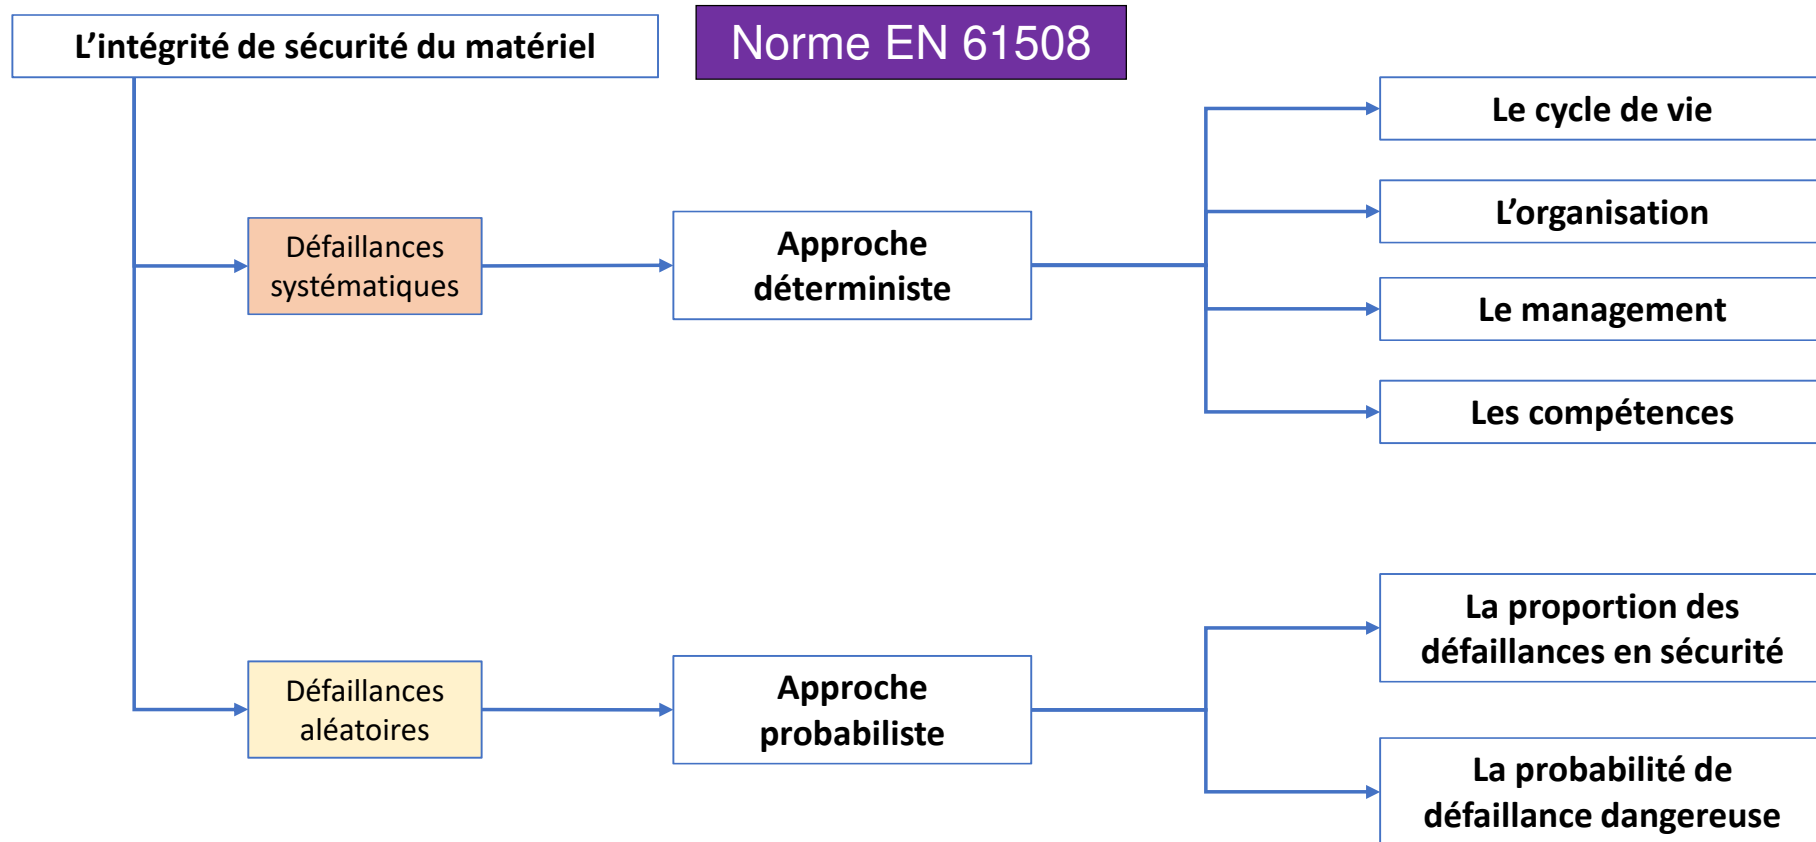 L’intégrité de sécurité du matériel
Norme EN 61508
Le cycle de vie
L’organisation
Défaillances
systématiques
Approche
déterministe
Le management
Les compétences
La proportion des
défaillances en sécurité
Défaillances
aléatoires
Approche
probabiliste
La probabilité de
défaillance dangereuse